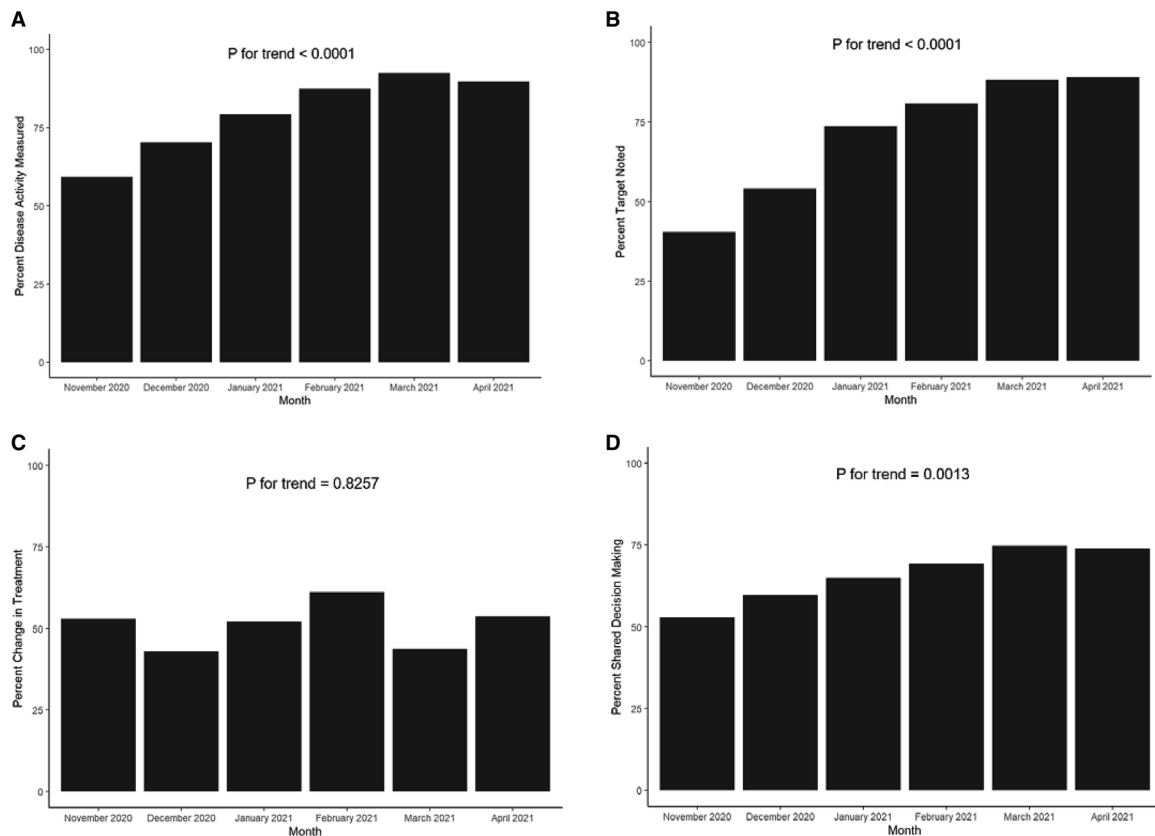 A
P for trend < 0.0001
Percent Disease Activity Measured
100
75
50
25
0
November 2020 December 2020 January 2021 February 2021 March 2021 April 2021
Month
B
P for trend < 0.0001
Percent Target Noted
100
75
50
25
0
November 2020 December 2020 January 2021 February 2021 March 2021 April 2021
Month
C
P for trend = 0.8257
Percent Change in Treatment
100
75
50
25
0
November 2020 December 2020 January 2021 February 2021 March 2021 April 2021
Month
D
P for trend = 0.0013
Percent Shared Decision Making
100
75
50
25
0
November 2020 December 2020 January 2021 February 2021 March 2021 April 2021
Month